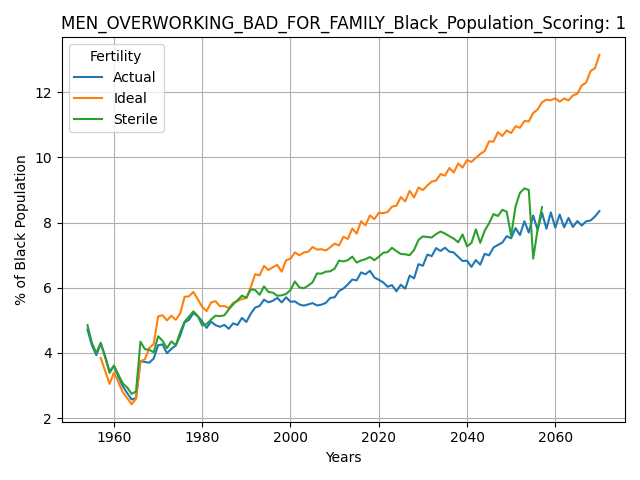 MEN_OVERWORKING_BAD_FOR_FAMILY_Black_Population_Scoring: 1
Fertility
Actual
Ideal
Sterile
% of Black Population
12
10
8
6
4
2
1960 1980 2000 2020 2040 2060
Years